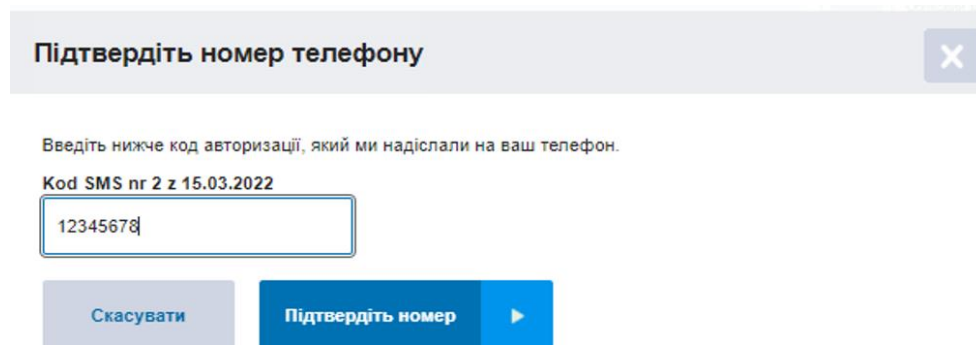 Підтвердіть номер телефону
Введіть нижче код авторизації, який ми надіслали на ваш телефон.
Kod SMS nr 2 z 15.03.2022
12345678
Скасувати
Підтвердіть номер